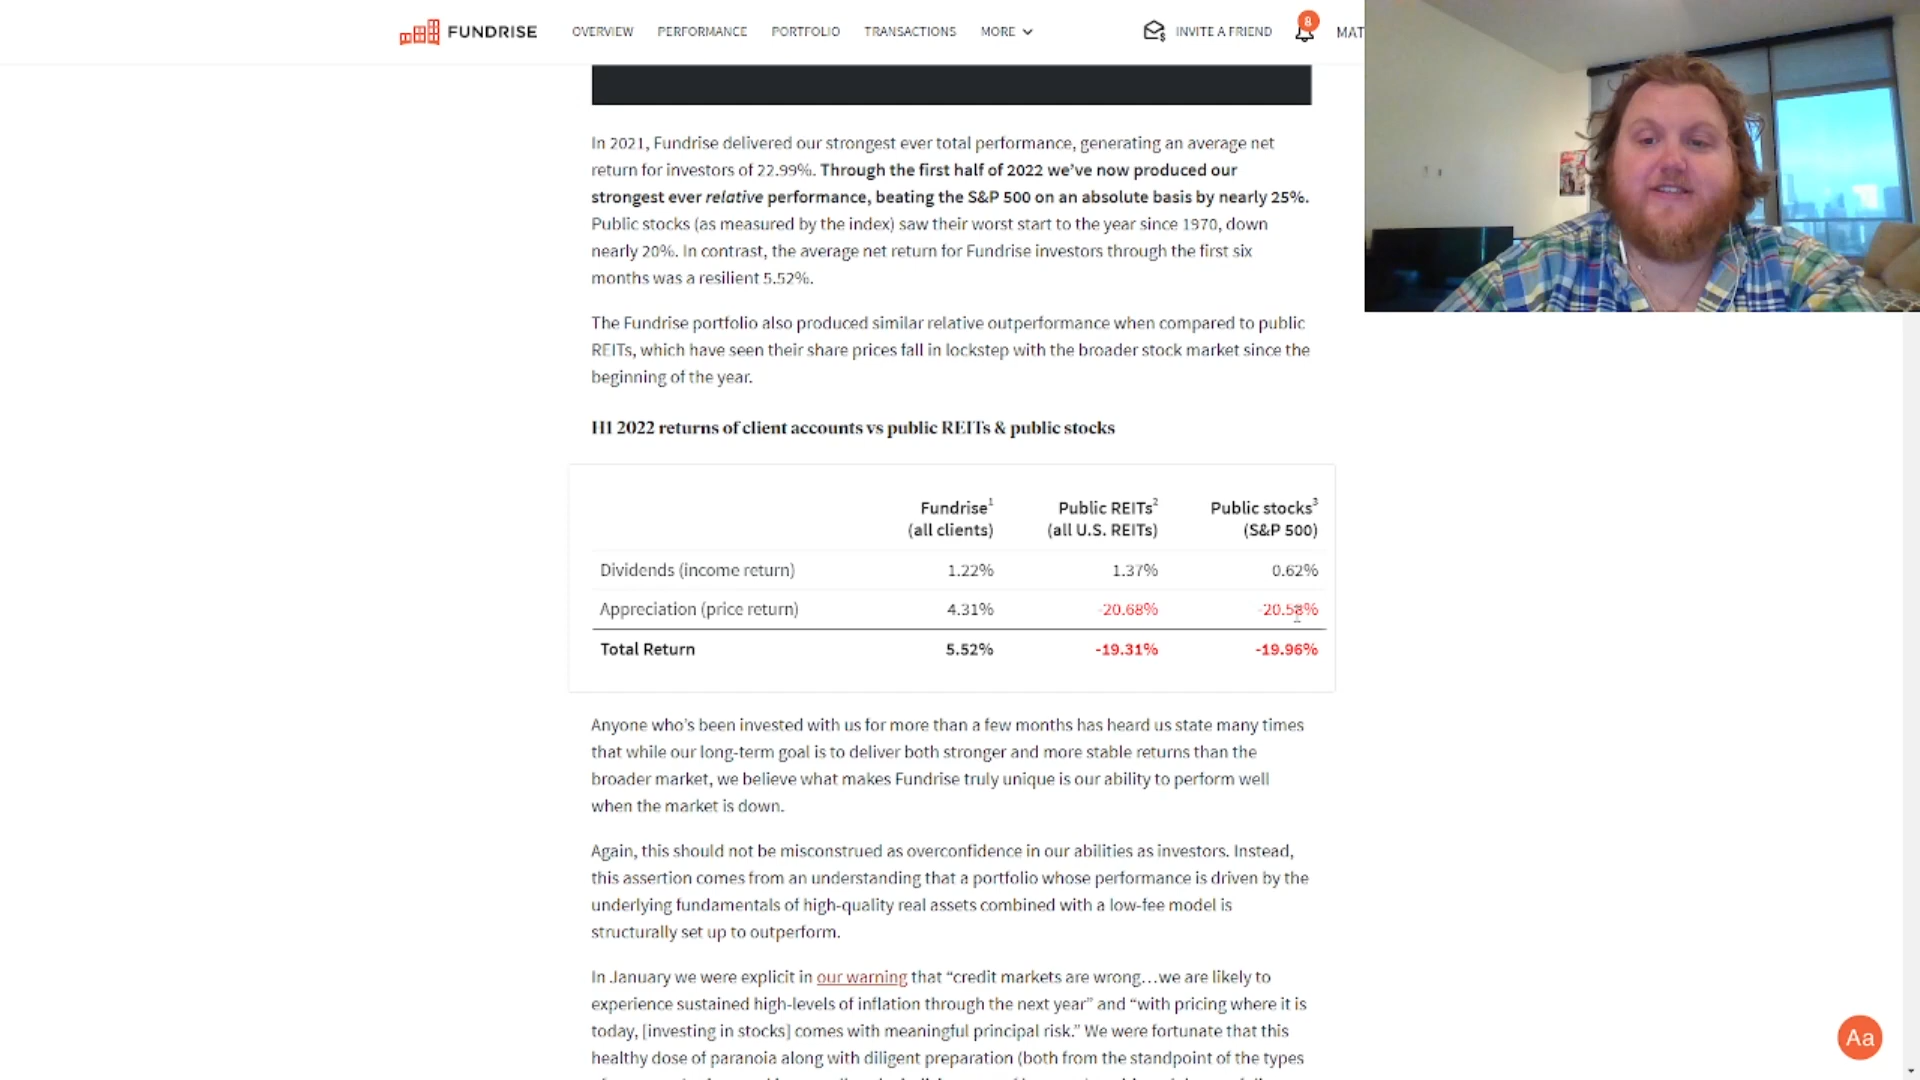 FUNDRISE OVERVIEW PERFORMANCE PORTFOLIO TRANSACTIONS MORE INVITE A FRIEND 8 MAT
In 2021, Fundrise delivered our strongest ever total performance, generating an average net
return for investors of 22.99%. Through the first half of 2022 we've now produced our
strongest ever relative performance, beating the S&P 500 on an absolute basis by nearly 25%.
Public stocks (as measured by the index) saw their worst start to the year since 1970, down
nearly 20%. In contrast, the average net return for Fundrise investors through the first six
months was a resilient 5.52%.
The Fundrise portfolio also produced similar relative outperformance when compared to public
REITs, which have seen their share prices fall in lockstep with the broader stock market since the
beginning of the year.
H1 2022 returns of client accounts vs public REITs & public stocks
Fundrise¹ Public REITs² Public stocks³
(all clients) (all U.S. REITs) (S&P 500)
Dividends (income return) 1.22% 1.37% 0.62%
Appreciation (price return) 4.31% -20.68% -20.58%
Total Return 5.52% -19.31% -19.96%
Anyone who's been invested with us for more than a few months has heard us state many times
that while our long-term goal is to deliver both stronger and more stable returns than the
broader market, we believe what makes Fundrise truly unique is our ability to perform well
when the market is down.
Again, this should not be misconstrued as overconfidence in our abilities as investors. Instead,
this assertion comes from an understanding that a portfolio whose performance is driven by the
underlying fundamentals of high-quality real assets combined with a low-fee model is
structurally set up to outperform.
In January we were explicit in our warning that “credit markets are wrong…we are likely to
experience sustained high-levels of inflation through the next year” and “with pricing where it is
today, [investing in stocks] comes with meaningful principal risk.” We were fortunate that this
healthy dose of paranoia along with diligent preparation (both from the standpoint of the types
Aa